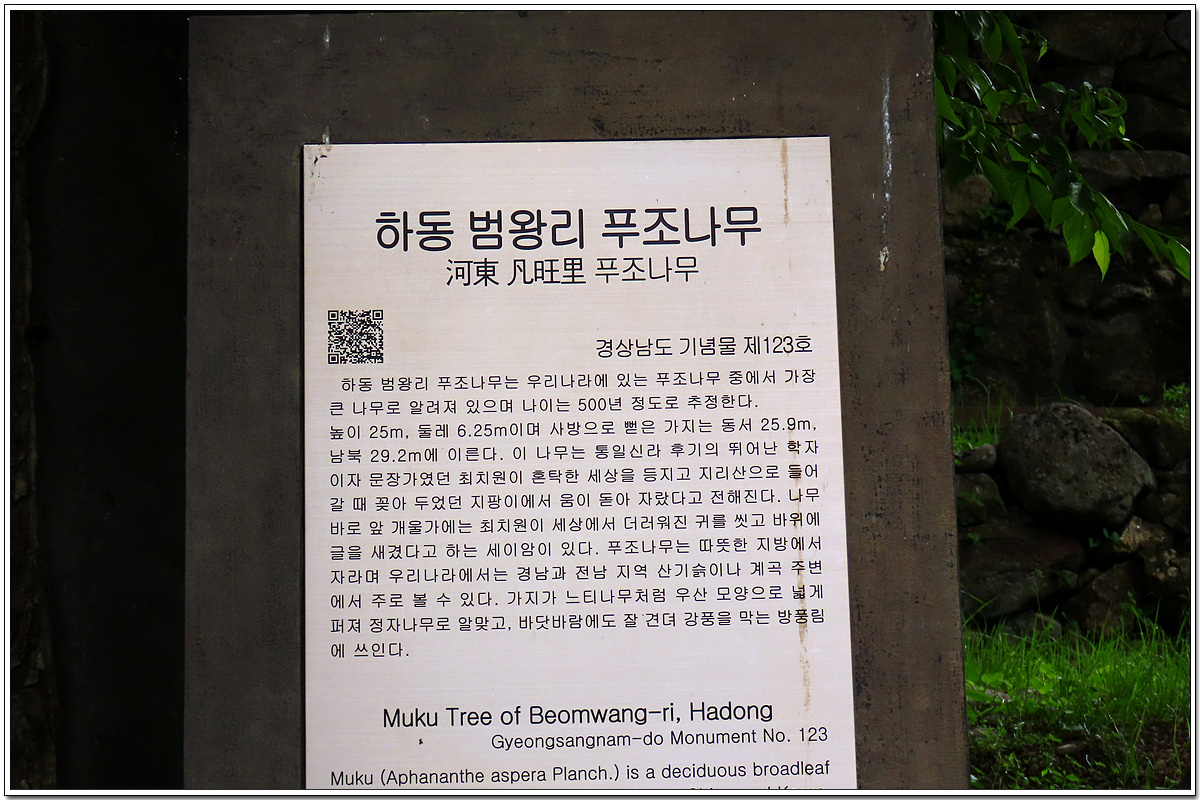 하동 범왕리 푸조나무
河東 凡旺里 푸조나무
경상남도 기념물 제123호
하동 범왕리 푸조나무는 우리나라에 있는 푸조나무 중에서 가장
큰 나무로 알려져 있으며 나이는 500년 정도로 추정한다.
높이 25m, 둘레 6.25m이며 사방으로 뻗은 가지는 동서 25.9m,
남북 29.2m에 이른다. 이 나무는 통일신라 후기의 뛰어난 학자
이자 문장가였던 최치원이 혼탁한 세상을 등지고 지리산으로 들어
갈 때 꽂아 두었던 지팡이에서 움이 돋아 자랐다고 전해진다. 나무
바로 앞 개울가에는 최치원이 세상에서 더러워진 귀를 씻고 바위에
글을 새겼다고 하는 세이암이 있다. 푸조나무는 따뜻한 지방에서
자라며 우리나라에서는 경남과 전남 지역 산기슭이나 계곡 주변
에서 주로 볼 수 있다. 가지가 느티나무처럼 우산 모양으로 넓게
퍼져 정자나무로 알맞고, 바닷바람에도 잘 견뎌 강풍을 막는 방풍림
에 쓰인다.
Muku Tree of Beomwang-ri, Hadong
Gyeongsangnam-do Monument No. 123
Muku (Aphananthe aspera Planch.) is a deciduous broadleaf